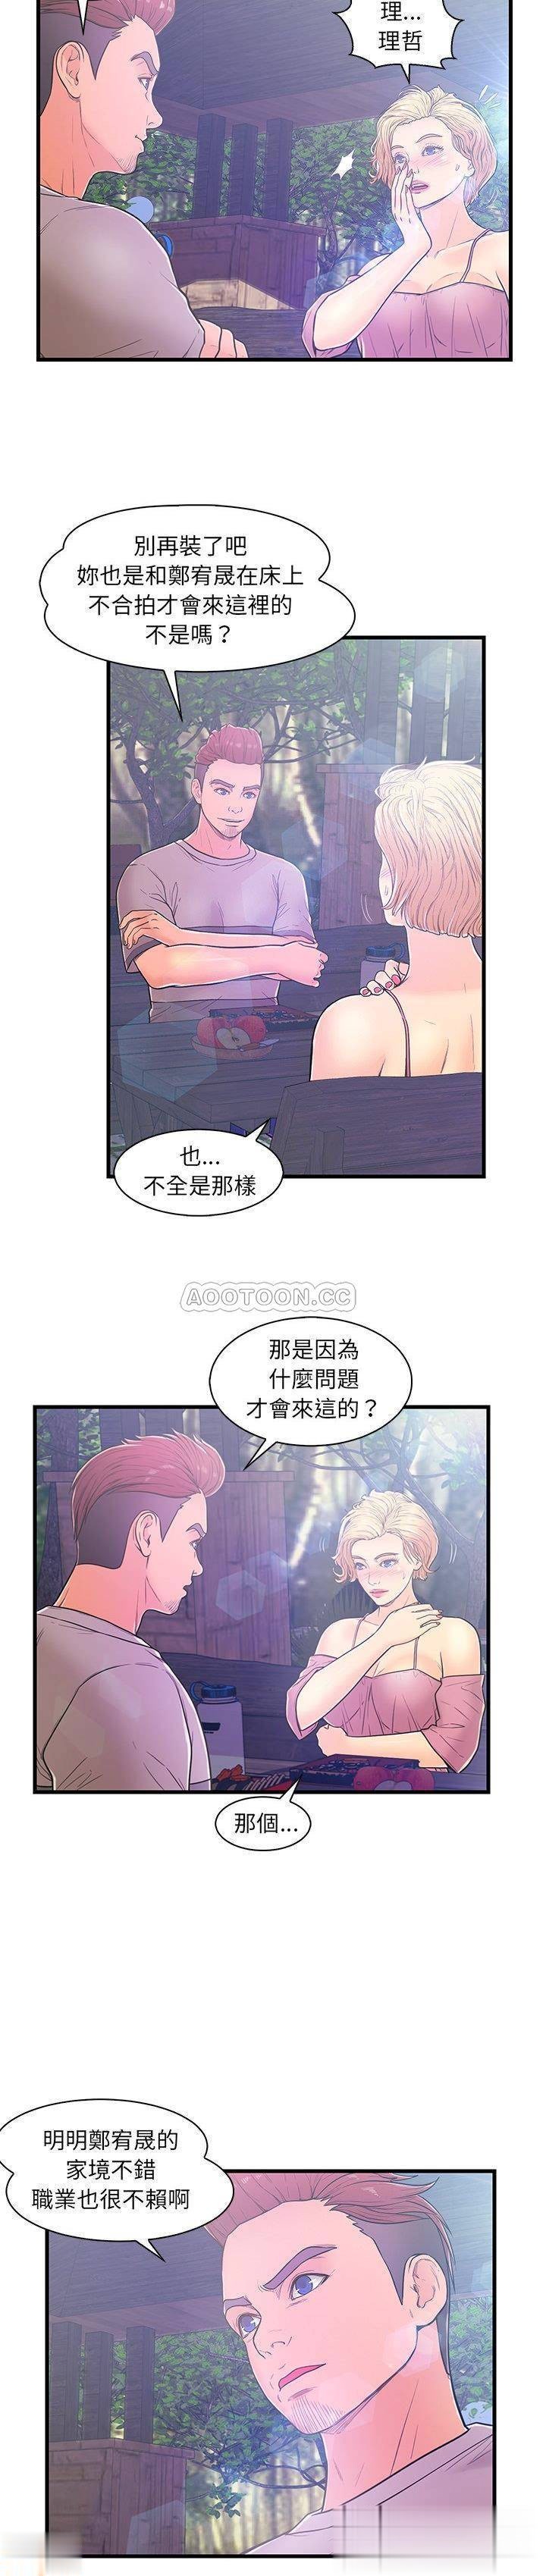 理...
理哲
別再裝了吧
妳也是和鄭宥晟在床上
不合拍才會來這裡的
不是嗎？
也...
不全是那樣
AOOTOON.CC
那是因為
什麼問題
才會來這的？
那個...
明明鄭宥晟的
家境不錯
職業也很不賴啊